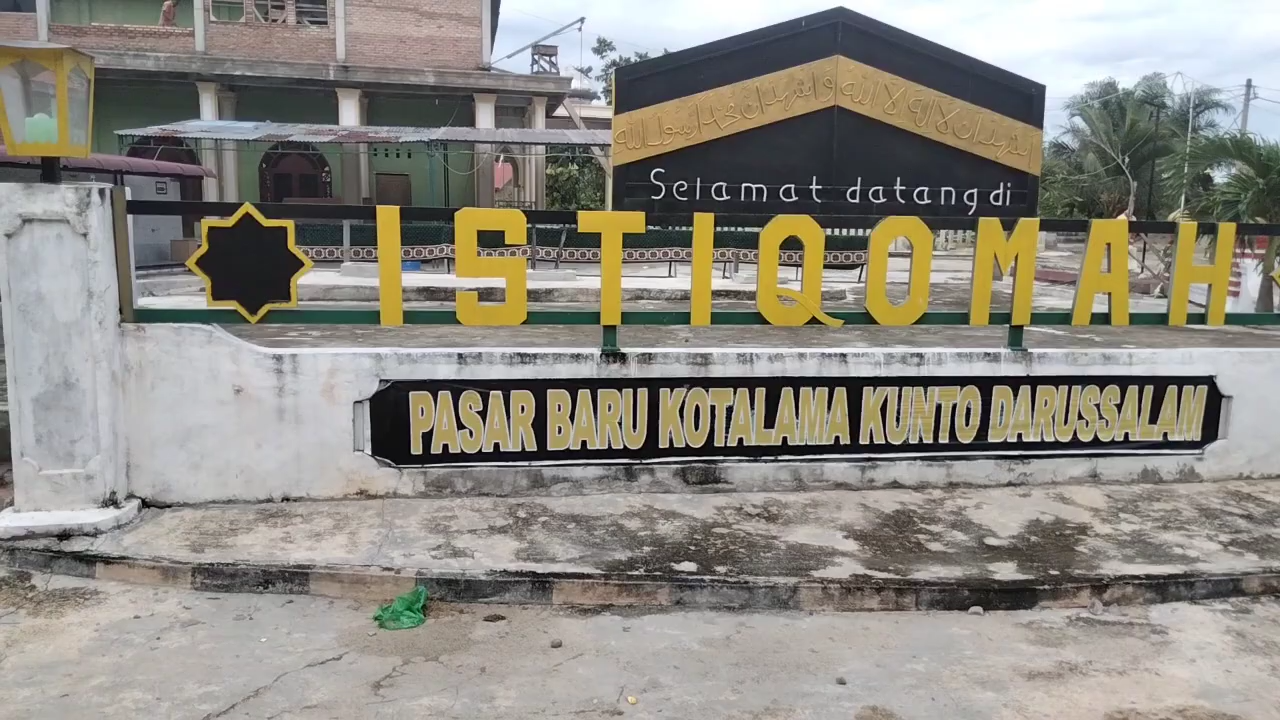 اشهد ان لا اله الا الله و اشهد ان محمد رسول الله
Selamat datang di
ISTIQOMAH
PASAR BARU KOTALAMA KUNTO DARUSSALAM